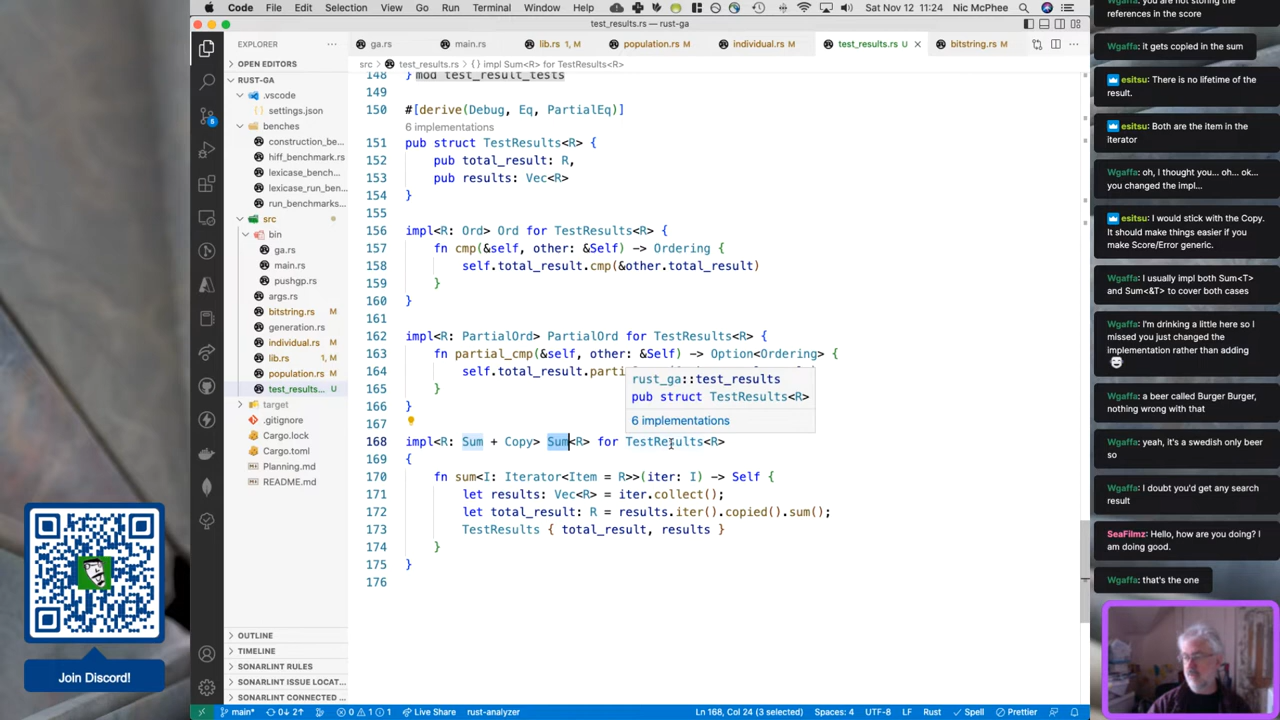 Code File Edit Selection View Go Run Terminal Window Help Sat Nov 12 11:24 Nic McPhee
test_results.rs — rust-ga
EXPLORER
OPEN EDITORS
RUST-GA
.vscode
settings.json
benches
construction_be...
hiff_benchmark.rs
lexicase_bench...
lexicase_run_ben...
run_benchmarks...
src
bin
ga.rs
main.rs
pushgp.rs
args.rs
bitstring.rs M
generation.rs
individual.rs M
lib.rs 1, M
population.rs M
test_results... U
target
.gitignore
Cargo.lock
Cargo.toml
Planning.md
README.md
OUTLINE
TIMELINE
SONARLINT RULES
SONARLINT ISSUE LOCAT...
SONARLINT CONNECTED ...
ga.rs main.rs lib.rs 1, M population.rs M individual.rs M test_results.rs U bitstring.rs M
src > test_results.rs > {} impl Sum<R> for TestResults<R>
148 } mod test_result_tests
149
150 #[derive(Debug, Eq, PartialEq)]
6 implementations
151 pub struct TestResults<R> {
152 pub total_result: R,
153 pub results: Vec<R>
154 }
155
156 impl<R: Ord> Ord for TestResults<R> {
157 fn cmp(&self, other: &Self) -> Ordering {
158 self.total_result.cmp(&other.total_result)
159 }
160 }
161
162 impl<R: PartialOrd> PartialOrd for TestResults<R> {
163 fn partial_cmp(&self, other: &Self) -> Option<Ordering> {
164 self.total_result.parti
165 }
166 }
167
168 impl<R: Sum + Copy> Sum<R> for TestResults<R>
169 {
170 fn sum<I: Iterator<Item = R>>(iter: I) -> Self {
171 let results: Vec<R> = iter.collect();
172 let total_result: R = results.iter().copied().sum();
173 TestResults { total_result, results }
174 }
175 }
176
rust_ga::test_results
pub struct TestResults<R>
6 implementations
5
main* 0↓ 2↑ 0 1 1 Live Share rust-analyzer Ln 168, Col 24 (3 selected) Spaces: 4 UTF-8 LF Rust Spell Prettier
Join Discord!
Wgaffa: you are not storing the
references in the score
Wgaffa: it gets copied in the sum
esitsu: There is no lifetime of the
result.
esitsu: Both are the item in the
iterator
Wgaffa: oh, I thought you... oh... ok...
you changed the impl...
esitsu: I would stick with the Copy.
It should make things easier if you
make Score/Error generic.
Wgaffa: I usually impl both Sum<T>
and Sum<&T> to cover both cases
Wgaffa: I'm drinking a little here so I
missed you just changed the
implementation rather than adding
Wgaffa: a beer called Burger Burger,
nothing wrong with that
Wgaffa: yeah, it's a swedish only beer
so
Wgaffa: I doubt you'd get any search
result
SeaFilmz: Hello, how are you doing? I
am doing good.
Wgaffa: that's the one